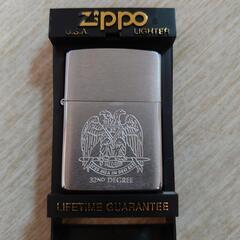 Zippo
U.S.A. LIGHTER
32ND DEGREE
LIFETIME GUARANTEE